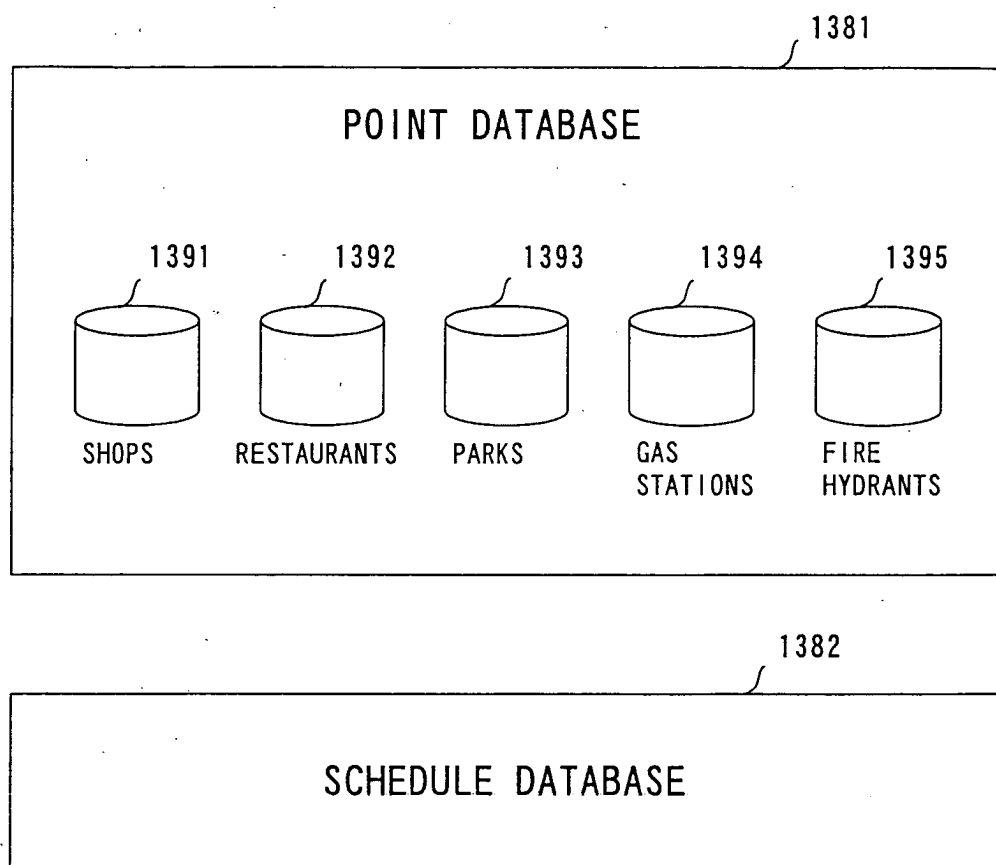 1381
POINT DATABASE
1391 1392 1393 1394 1395
SHOPS RESTAURANTS PARKS GAS STATIONS FIRE HYDRANTS
1382
SCHEDULE DATABASE